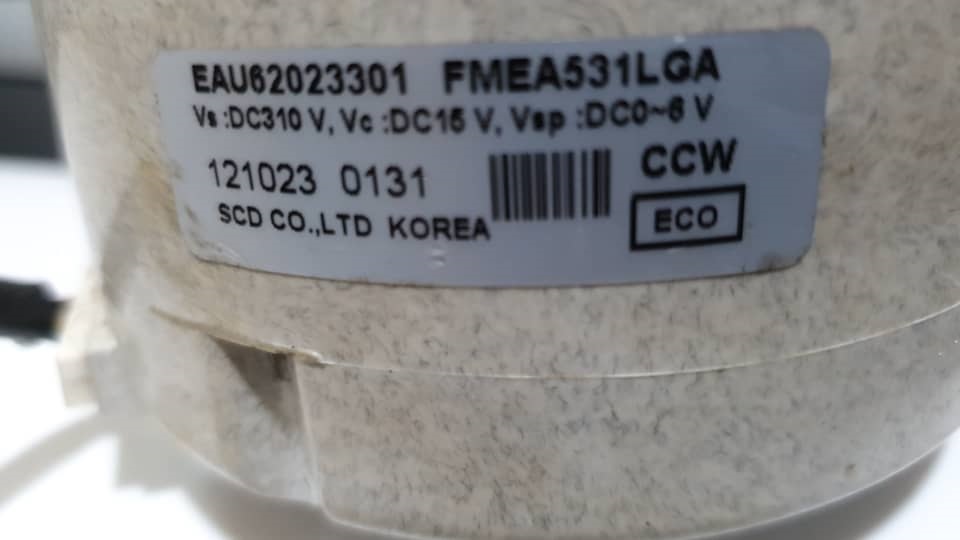 EAU62023301 FMEA531LGA
Vs :DC310 V, Vc :DC15 V, Vsp :DC0~6 V
121023 0131
CCW
SCD CO.,LTD KOREA
ECO